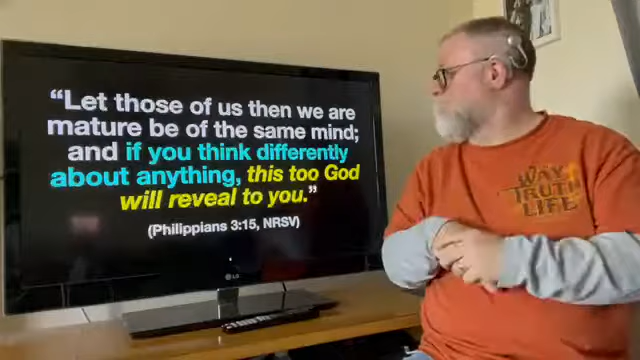 “Let those of us then we are
mature be of the same mind;
and if you think differently
about anything, this too God
will reveal to you.”
(Philippians 3:15, NRSV)
LG
WAY
TRUTH
LIFE